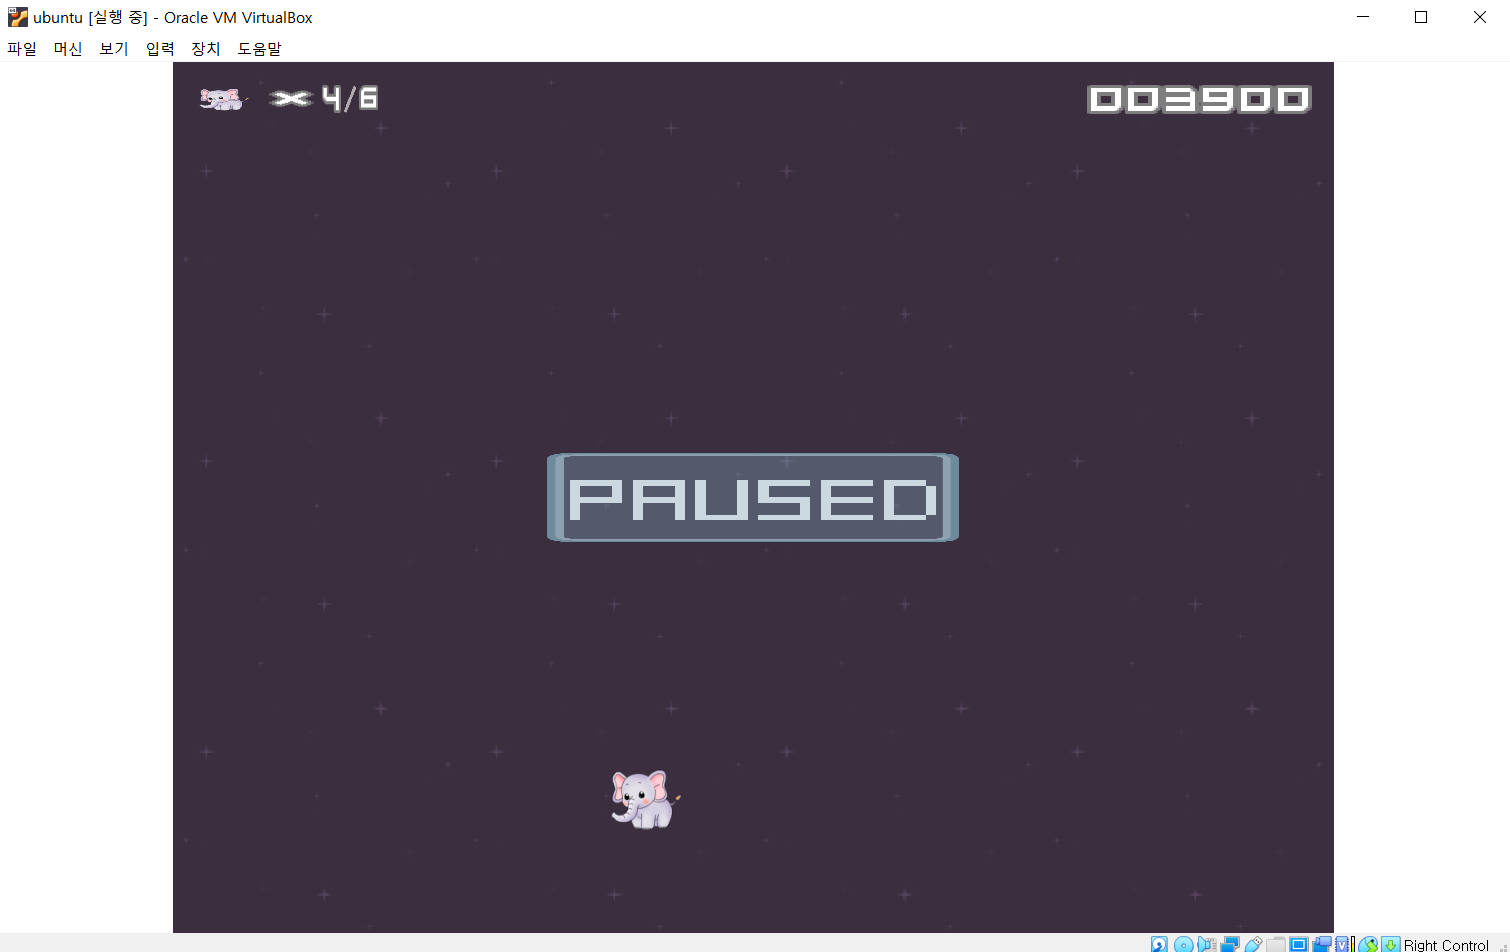 ubuntu [실행 중] - Oracle VM VirtualBox
파일 머신 보기 입력 장치 도움말
× 4/6 003900
PAUSED
Right Control